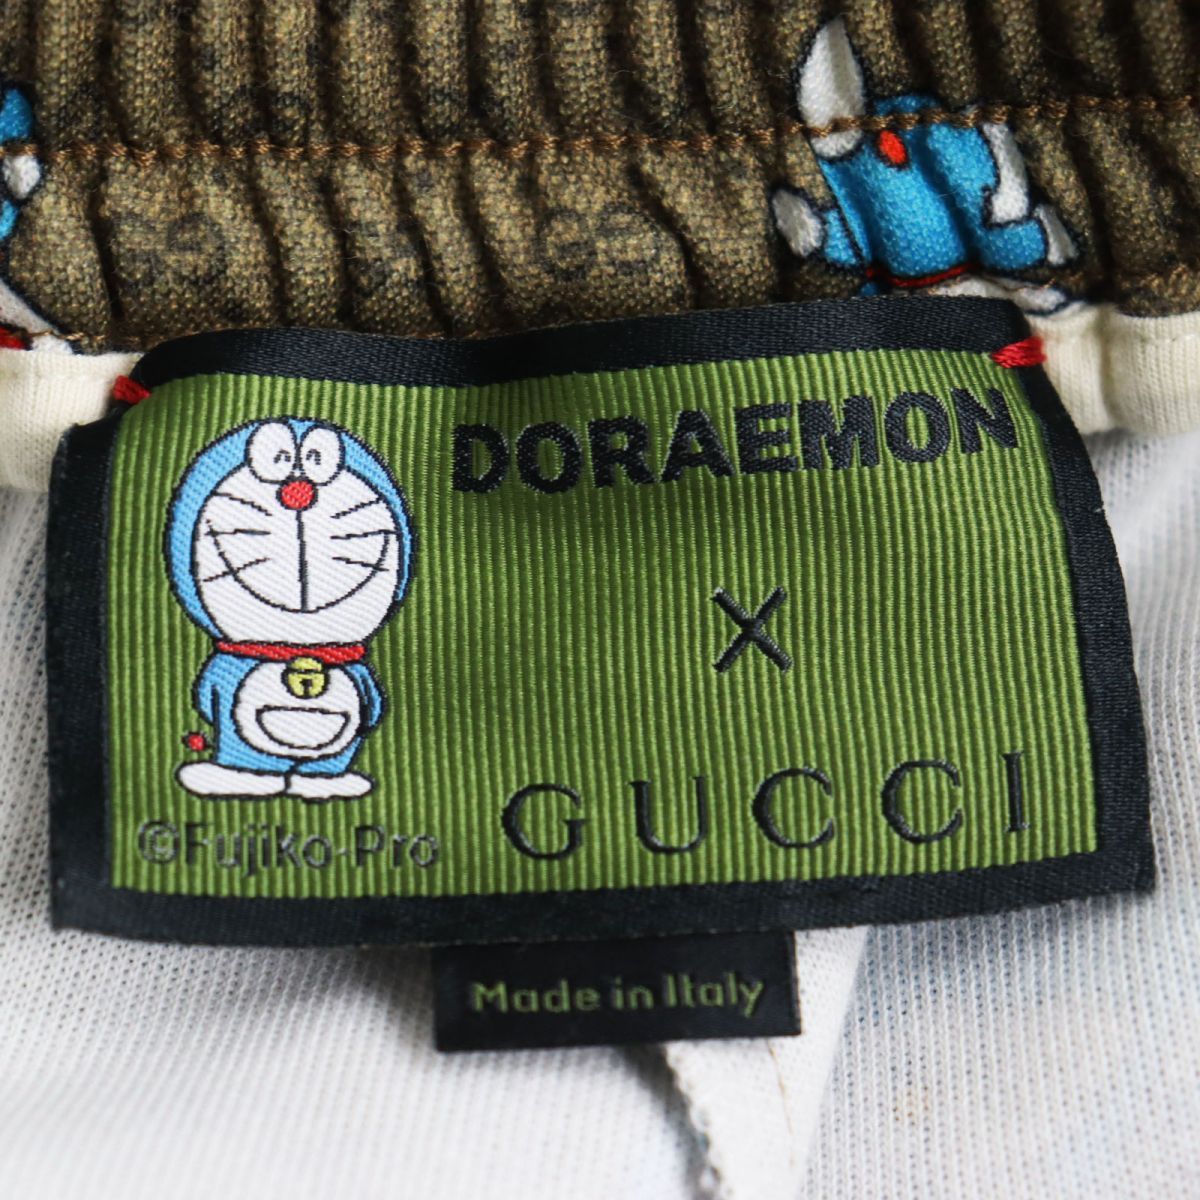 DORAEMON
×
GUCCI
©Fujiko-Pro
Made in Italy